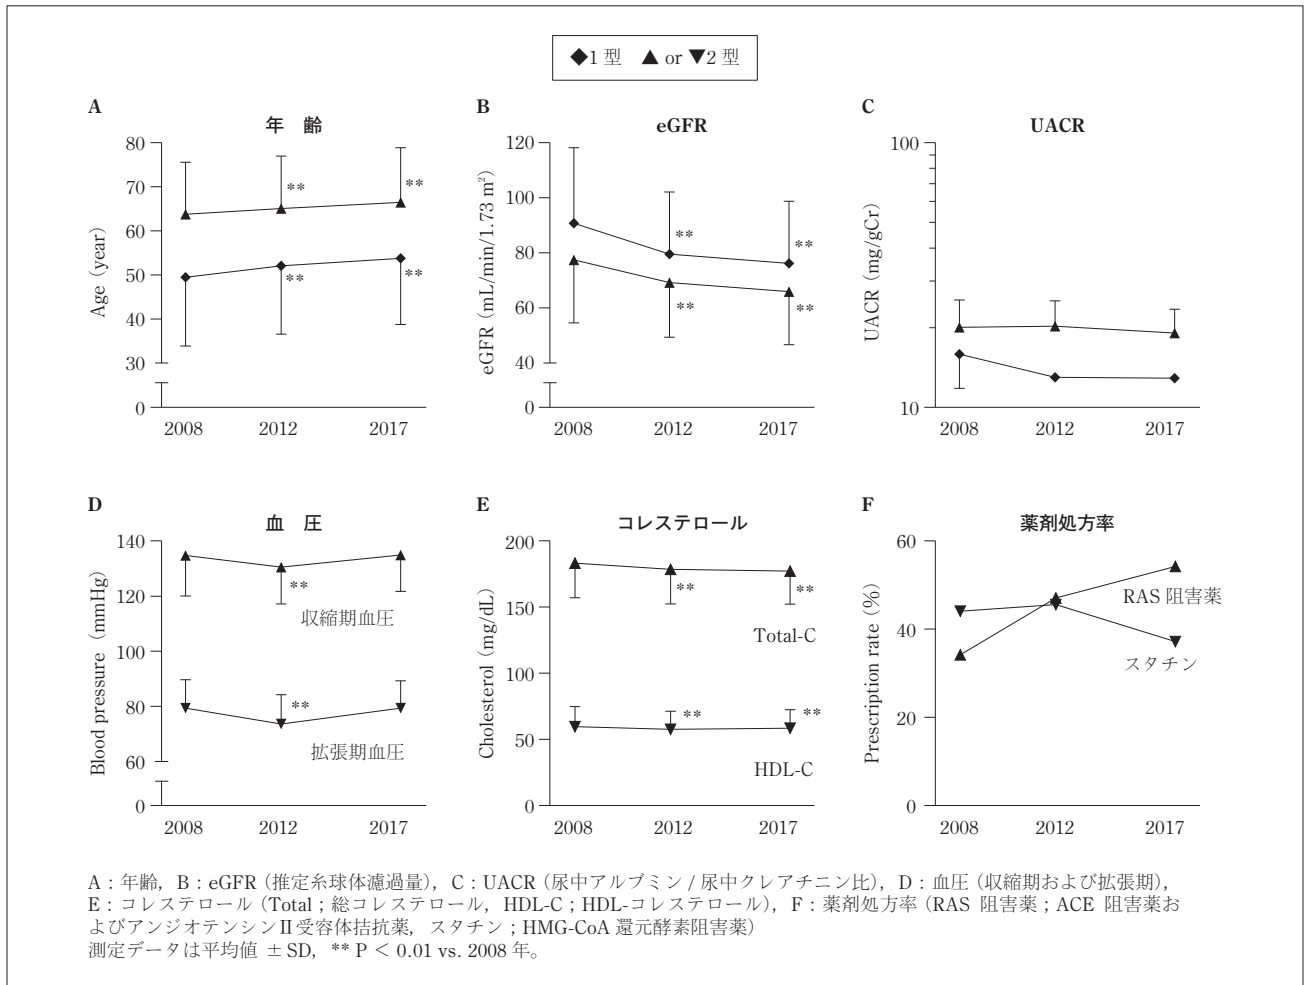 ◆1 型 ▲ or ▼2 型
A
年 齢
Age (year)
80
70
60
50
40
30
0
**
**
**
**
2008 2012 2017
B
eGFR
eGFR (mL/min/1.73 m²)
120
100
80
60
40
0
**
**
**
**
2008 2012 2017
C
UACR
UACR (mg/gCr)
100
10
2008 2012 2017
D
血 圧
Blood pressure (mmHg)
140
120
100
80
60
0
**
収縮期血圧
**
拡張期血圧
2008 2012 2017
E
コレステロール
Cholesterol (mg/dL)
200
150
100
50
0
**
**
Total-C
**
**
HDL-C
2008 2012 2017
F
薬剤処方率
Prescription rate (%)
60
40
20
0
RAS 阻害薬
スタチン
2008 2012 2017
A：年齢，B：eGFR（推定糸球体濾過量），C：UACR（尿中アルブミン / 尿中クレアチニン比），D：血圧（収縮期および拡張期），
E：コレステロール（Total；総コレステロール，HDL-C；HDL-コレステロール），F：薬剤処方率（RAS 阻害薬；ACE 阻害薬お
よびアンジオテンシンⅡ受容体拮抗薬，スタチン；HMG-CoA 還元酵素阻害薬）
測定データは平均値 ± SD，** P < 0.01 vs. 2008 年。